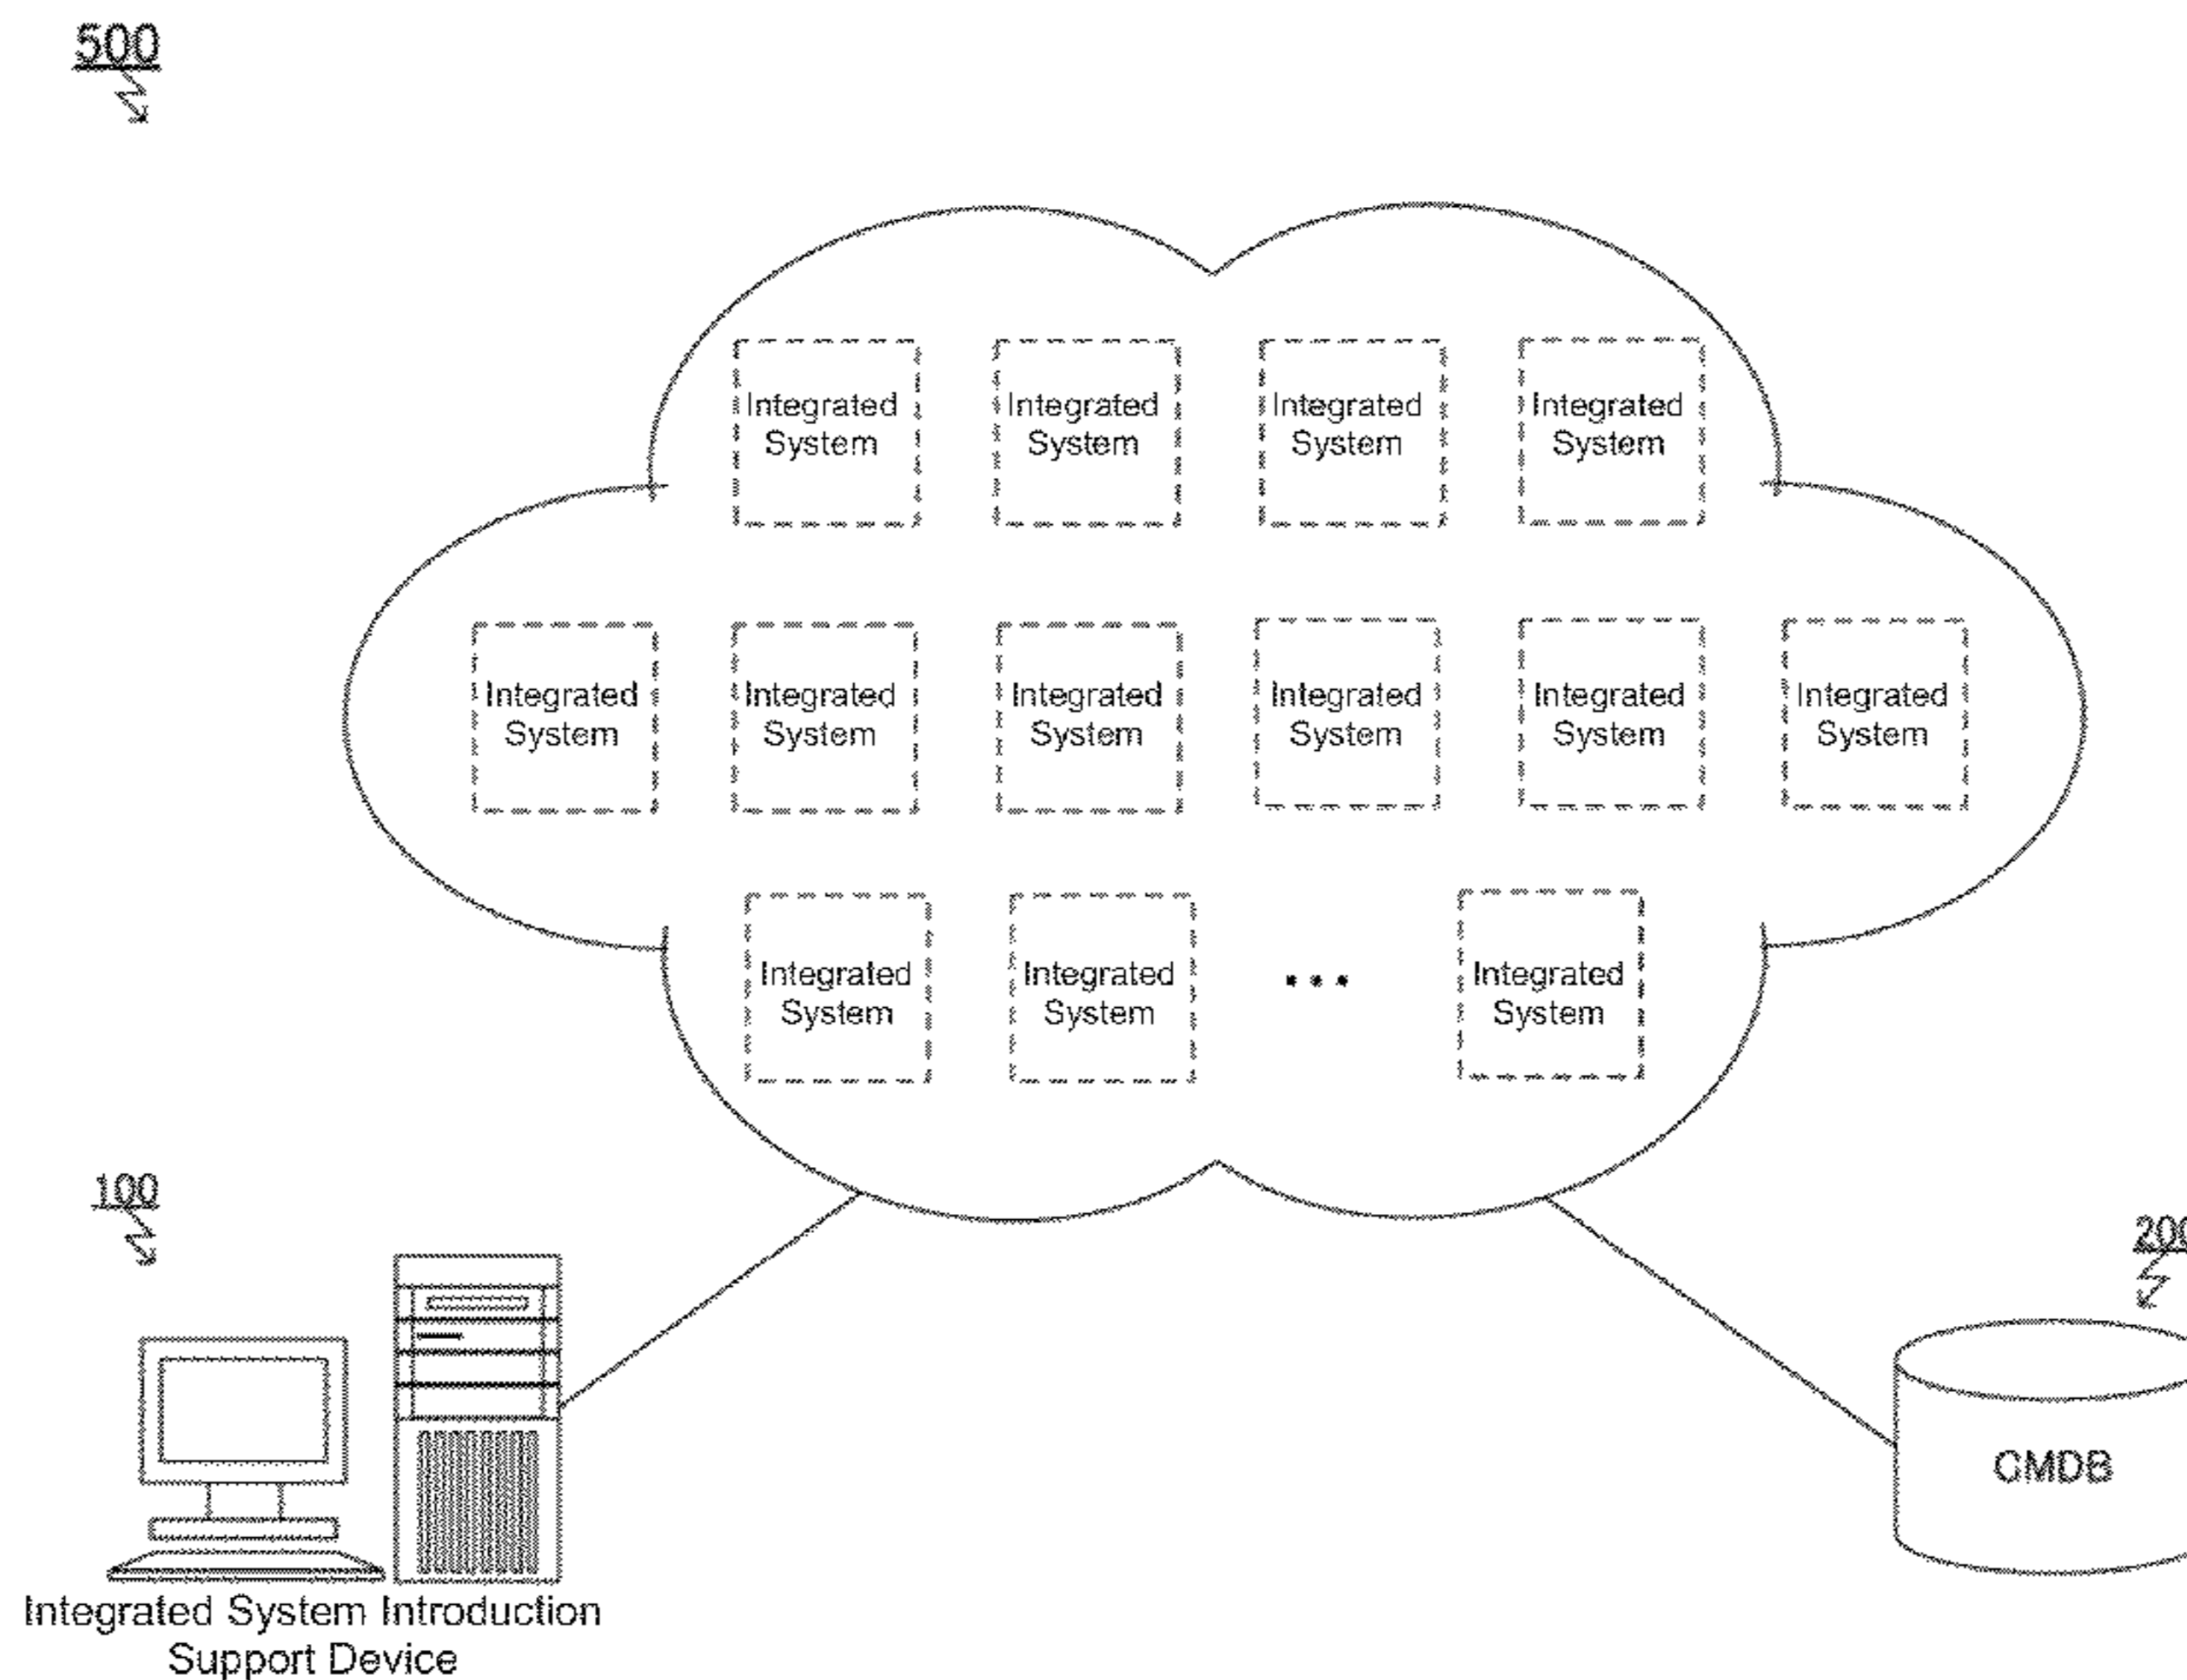 500
Integrated Integrated Integrated Integrated
System System System System
Integrated Integrated Integrated Integrated Integrated Integrated
System System System System System System
Integrated Integrated ... Integrated
System System System
100
200
CMDB
Integrated System Introduction
Support Device